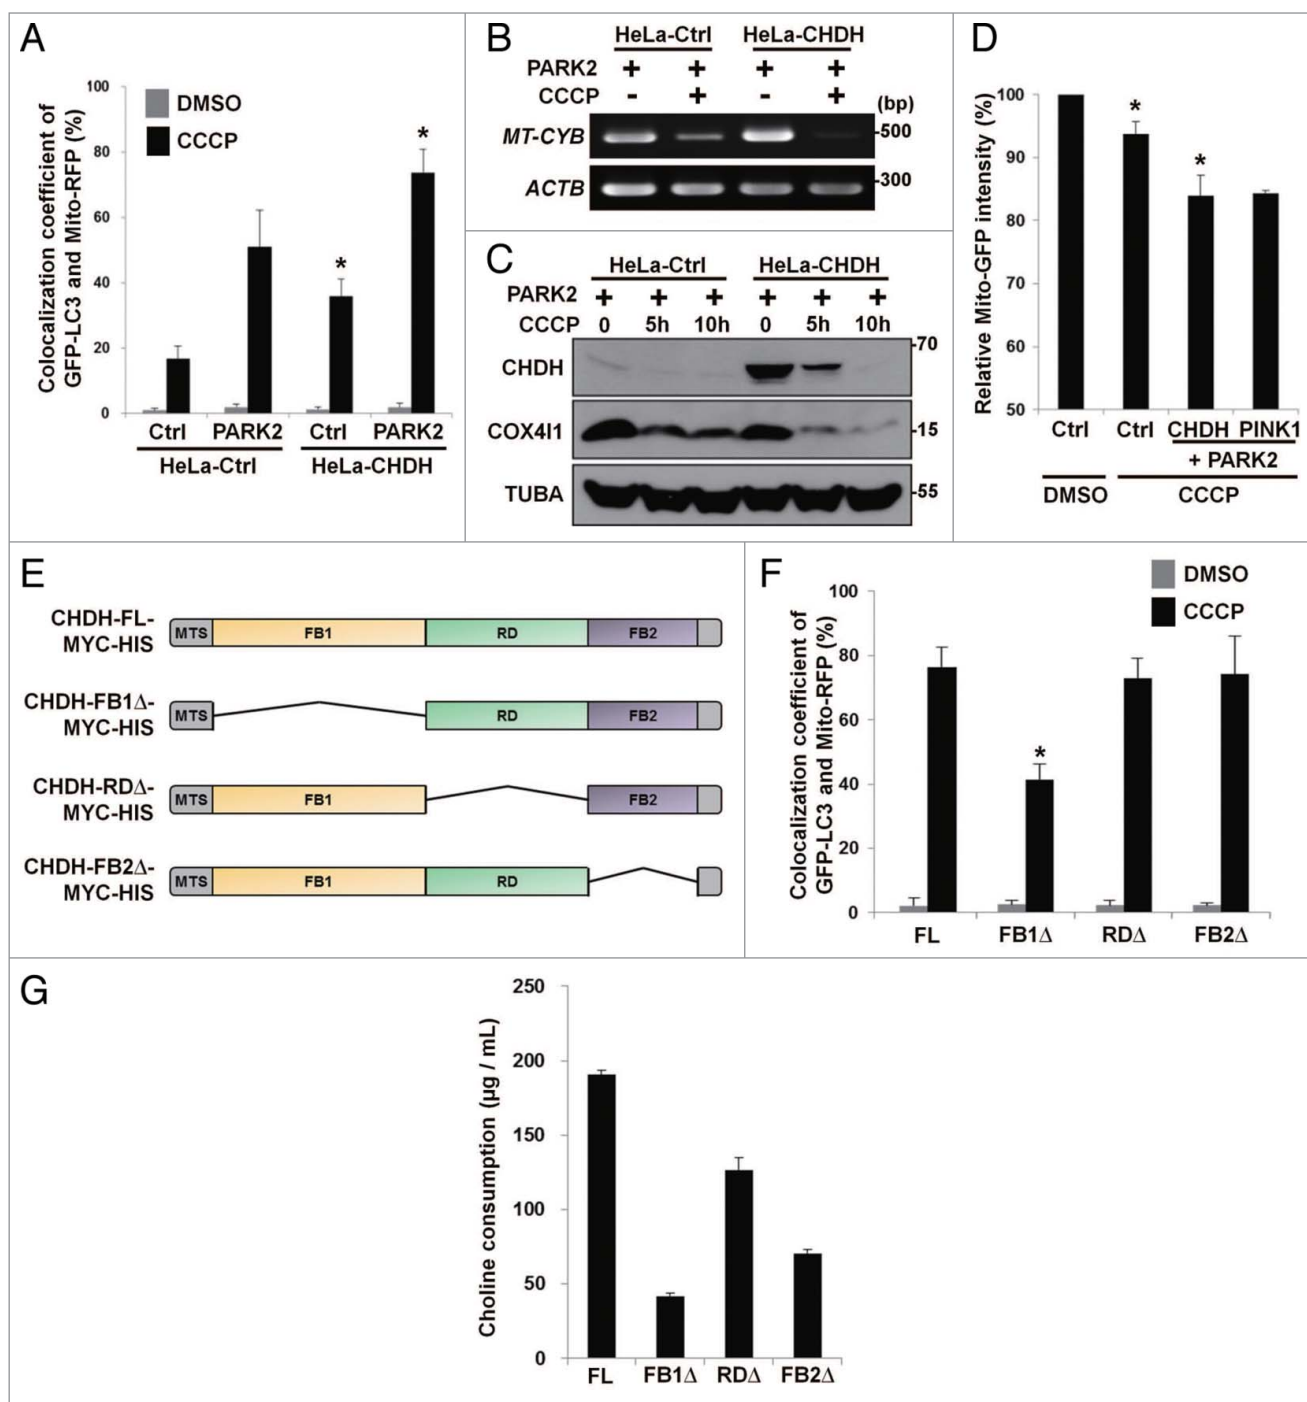 A
Colocalization coefficient of
GFP-LC3 and Mito-RFP (%)
DMSO
CCCP
100
80
60
40
20
0
*
*
Ctrl PARK2 Ctrl PARK2
HeLa-Ctrl HeLa-CHDH
B
HeLa-Ctrl HeLa-CHDH
PARK2 + + + +
CCCP - + - + (bp)
MT-CYB -500
ACTB -300
C
HeLa-Ctrl HeLa-CHDH
PARK2 + + + + + +
CCCP 0 5h 10h 0 5h 10h
-70
CHDH
COX4I1 -15
TUBA -55
D
Relative Mito-GFP intensity (%)
100
90
80
70
60
50
*
*
Ctrl Ctrl CHDH PINK1
+ PARK2
DMSO CCCP
E
CHDH-FL-
MYC-HIS
MTS FB1 RD FB2
CHDH-FB1Δ-
MYC-HIS
MTS RD FB2
CHDH-RDΔ-
MYC-HIS
MTS FB1 FB2
CHDH-FB2Δ-
MYC-HIS
MTS FB1 RD
F
DMSO
CCCP
Colocalization coefficient of
GFP-LC3 and Mito-RFP (%)
100
80
60
40
20
0
*
FL FB1Δ RDΔ FB2Δ
G
Choline consumption (μg / mL)
250
200
150
100
50
0
FL FB1Δ RDΔ FB2Δ